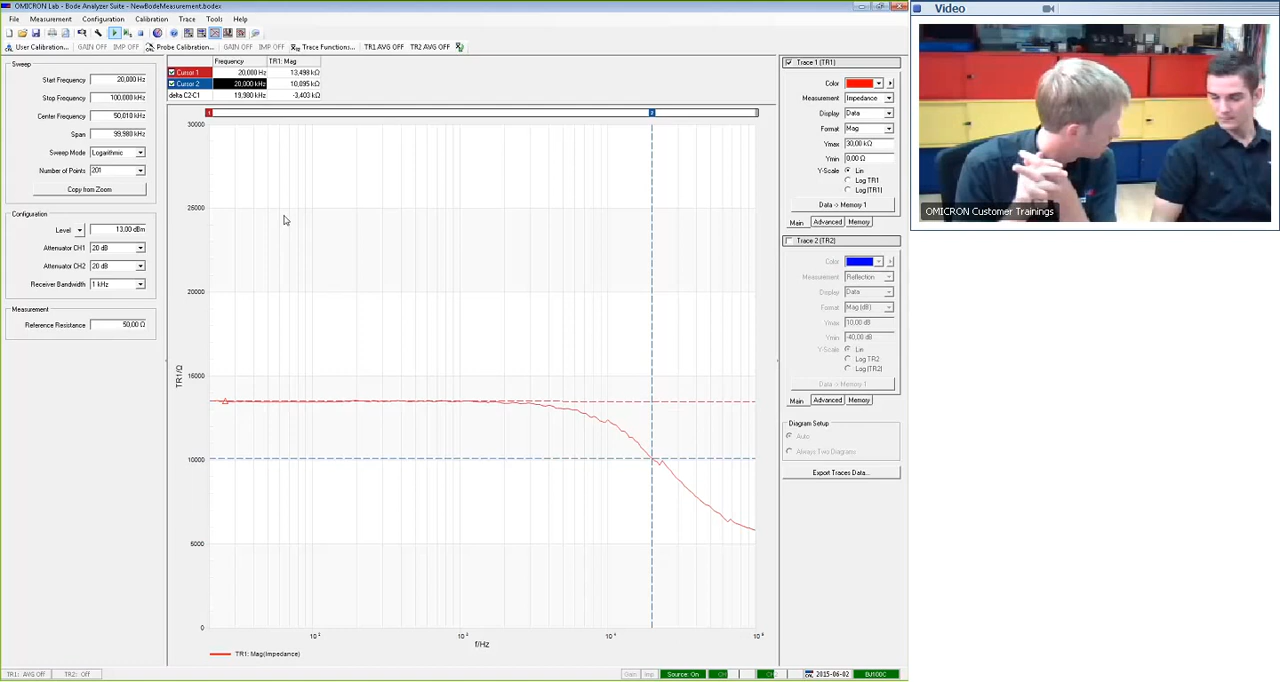 OMICRON Lab - Bode Analyzer Suite - NewBodeMeasurement.bodex
File Measurement Configuration Calibration Trace Tools Help
User Calibration... GAIN OFF IMP OFF Probe Calibration... GAIN OFF IMP OFF Trace Functions... TR1 AVG OFF TR2 AVG OFF
Sweep
Start Frequency 20,000 Hz
Stop Frequency 100,000 kHz
Center Frequency 50,010 kHz
Span 99,980 kHz
Sweep Mode Logarithmic
Number of Points 201
Copy from Zoom
Configuration
Level 13,00 dBm
Attenuator CH1 20 dB
Attenuator CH2 20 dB
Receiver Bandwidth 1 kHz
Measurement
Reference Resistance 50,00 Ω
Frequency TR1: Mag
Cursor 1 20,000 Hz 13,498 kΩ
Cursor 2 20,000 kHz 10,095 kΩ
delta C2-C1 19,980 kHz -3,403 kΩ
1 2
30000
25000
20000
15000
10000
5000
0
TR1/Ω
f/Hz
TR1: Mag(Impedance)
Trace 1 (TR1)
Color
Measurement Impedance
Display Data
Format Mag
Ymax 30,00 kΩ
Ymin 0,00 Ω
Y-Scale Lin
Log TR1
Log |TR1|
Data -> Memory 1
Main Advanced Memory
Trace 2 (TR2)
Color
Measurement Reflection
Display Data
Format Mag (dB)
Ymax 10,00 dB
Ymin -40,00 dB
Y-Scale Lin
Log TR2
Log |TR2|
Data -> Memory 1
Main Advanced Memory
Diagram Setup
Auto
Always Two Diagrams
Export Traces Data...
TR1: AVG OFF TR2: Off
Gain Imp Source: On 2015-06-02 BJ100C
Video
OMICRON Customer Trainings